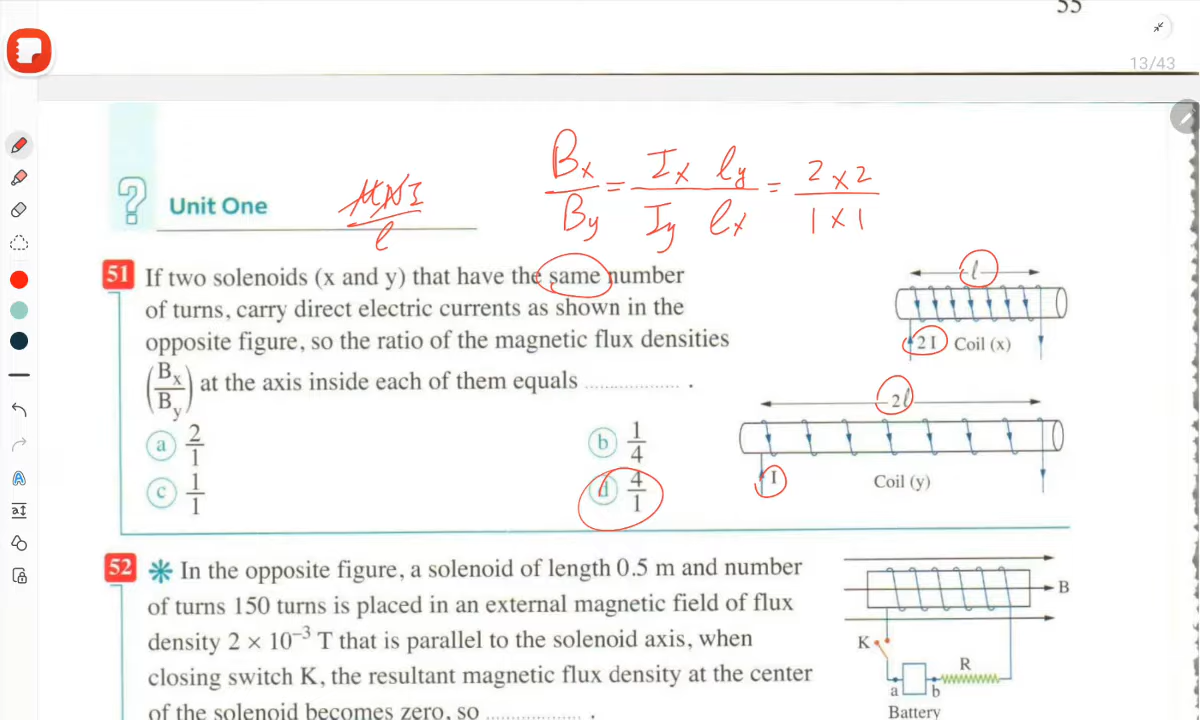 55
13/43
Unit One
μNI
l
Bx/By = Ix ly/Iy lx = 2 x 2/1 x 1
51 If two solenoids (x and y) that have the same number
of turns, carry direct electric currents as shown in the
opposite figure, so the ratio of the magnetic flux densities
(Bx/By) at the axis inside each of them equals .................. .
a 2/1
b 1/4
c 1/1
d 4/1
l
2 I Coil (x)
2l
I Coil (y)
52 * In the opposite figure, a solenoid of length 0.5 m and number
of turns 150 turns is placed in an external magnetic field of flux
density 2 × 10⁻³ T that is parallel to the solenoid axis, when
closing switch K, the resultant magnetic flux density at the center
of the solenoid becomes zero, so .................. .
B
K
R
a b
Battery